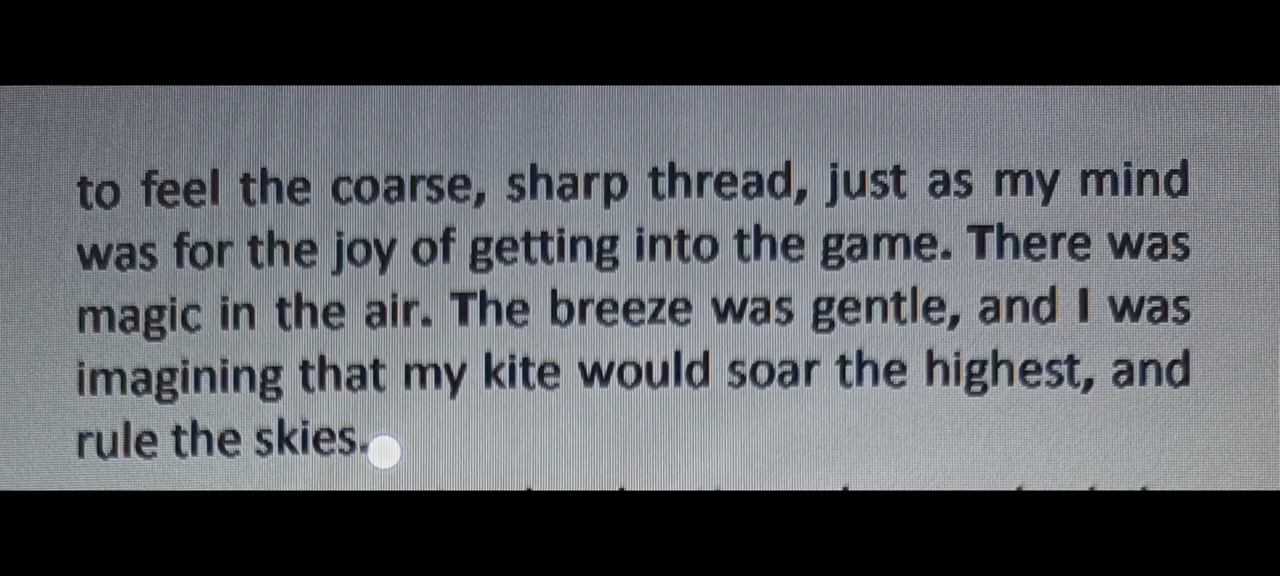 to feel the coarse, sharp thread, just as my mind
was for the joy of getting into the game. There was
magic in the air. The breeze was gentle, and I was
imagining that my kite would soar the highest, and
rule the skies.